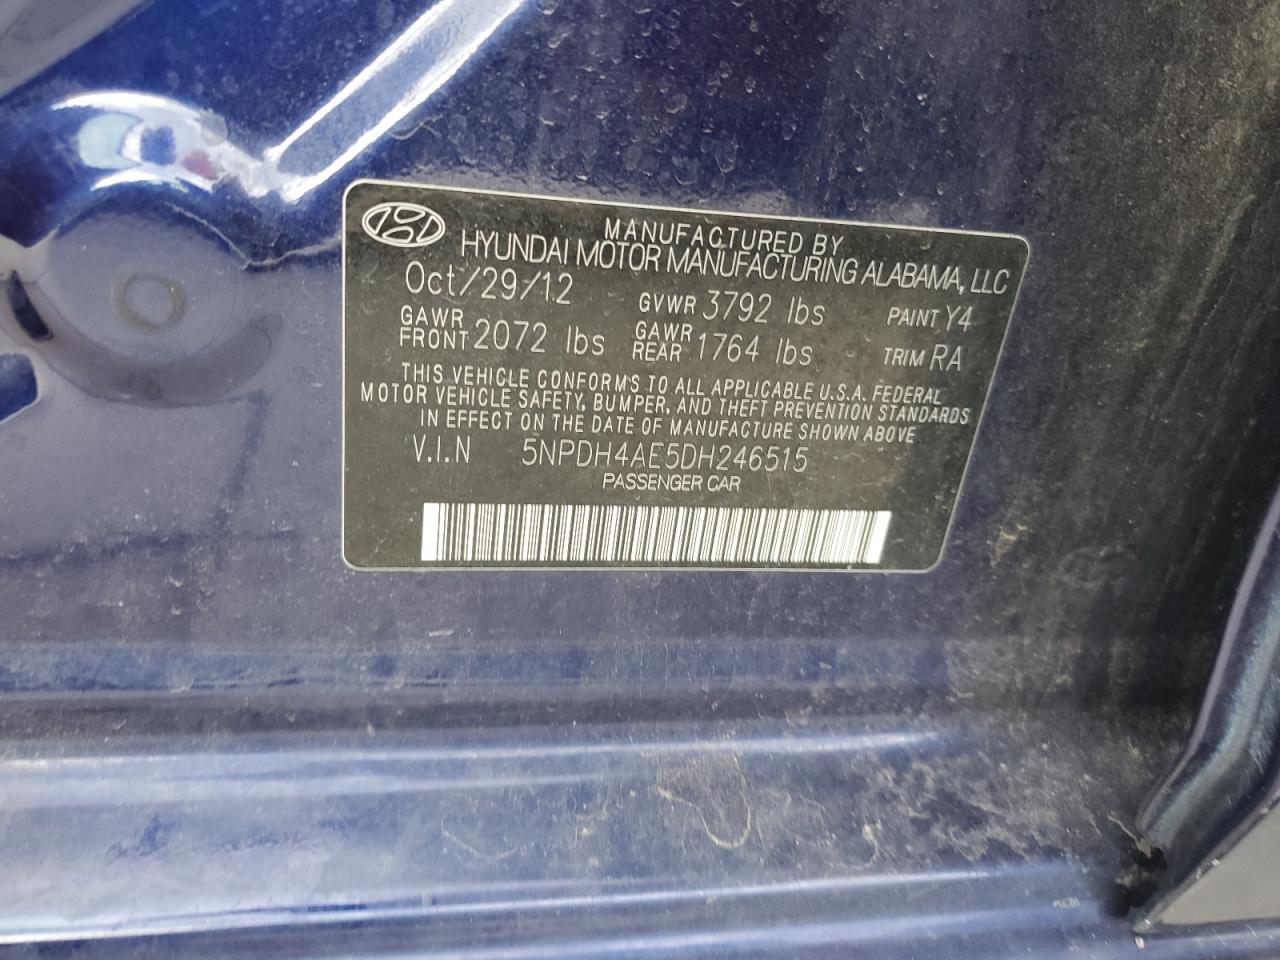 MANUFACTURED BY
HYUNDAI MOTOR MANUFACTURING ALABAMA, LLC
Oct/29/12 GVWR 3792 lbs PAINT Y4
GAWR FRONT 2072 lbs GAWR REAR 1764 lbs TRIM RA
THIS VEHICLE CONFORMS TO ALL APPLICABLE U.S.A. FEDERAL
MOTOR VEHICLE SAFETY, BUMPER, AND THEFT PREVENTION STANDARDS
IN EFFECT ON THE DATE OF MANUFACTURE SHOWN ABOVE
V.I.N 5NPDH4AE5DH246515
PASSENGER CAR